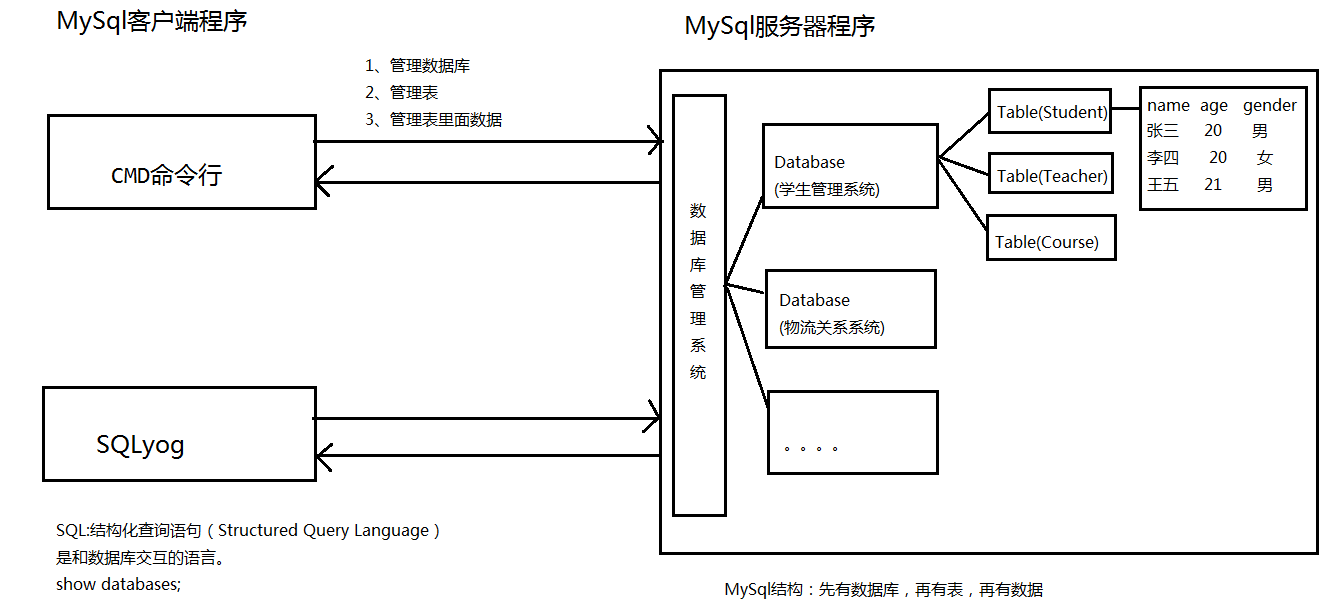 MySql客户端程序
MySql服务器程序
1、管理数据库
2、管理表
3、管理表里面数据
CMD命令行
SQLyog
SQL:结构化查询语句（Structured Query Language）
是和数据库交互的语言。
show databases;
数
据
库
管
理
系
统
Database
(学生管理系统)
Database
(物流关系系统)
。。。。
Table(Student)
Table(Teacher)
Table(Course)
name age gender
张三 20 男
李四 20 女
王五 21 男
MySql结构：先有数据库，再有表，再有数据